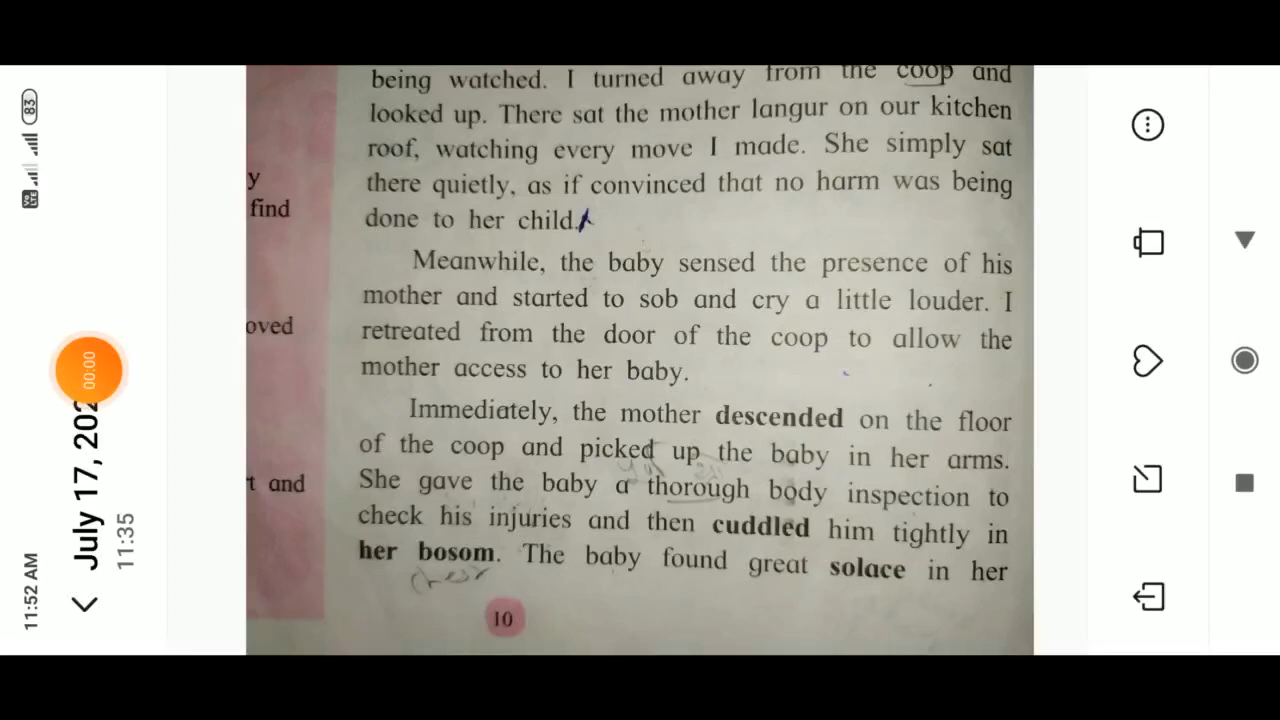 being watched. I turned away from the coop and
looked up. There sat the mother langur on our kitchen
roof, watching every move I made. She simply sat
there quietly, as if convinced that no harm was being
done to her child.
Meanwhile, the baby sensed the presence of his
mother and started to sob and cry a little louder. I
retreated from the door of the coop to allow the
mother access to her baby.
Immediately, the mother descended on the floor
of the coop and picked up the baby in her arms.
She gave the baby a thorough body inspection to
check his injuries and then cuddled him tightly in
her bosom. The baby found great solace in her
10
y
find
oved
t and
11:52 AM
83
July 17, 202
11:35
00:00